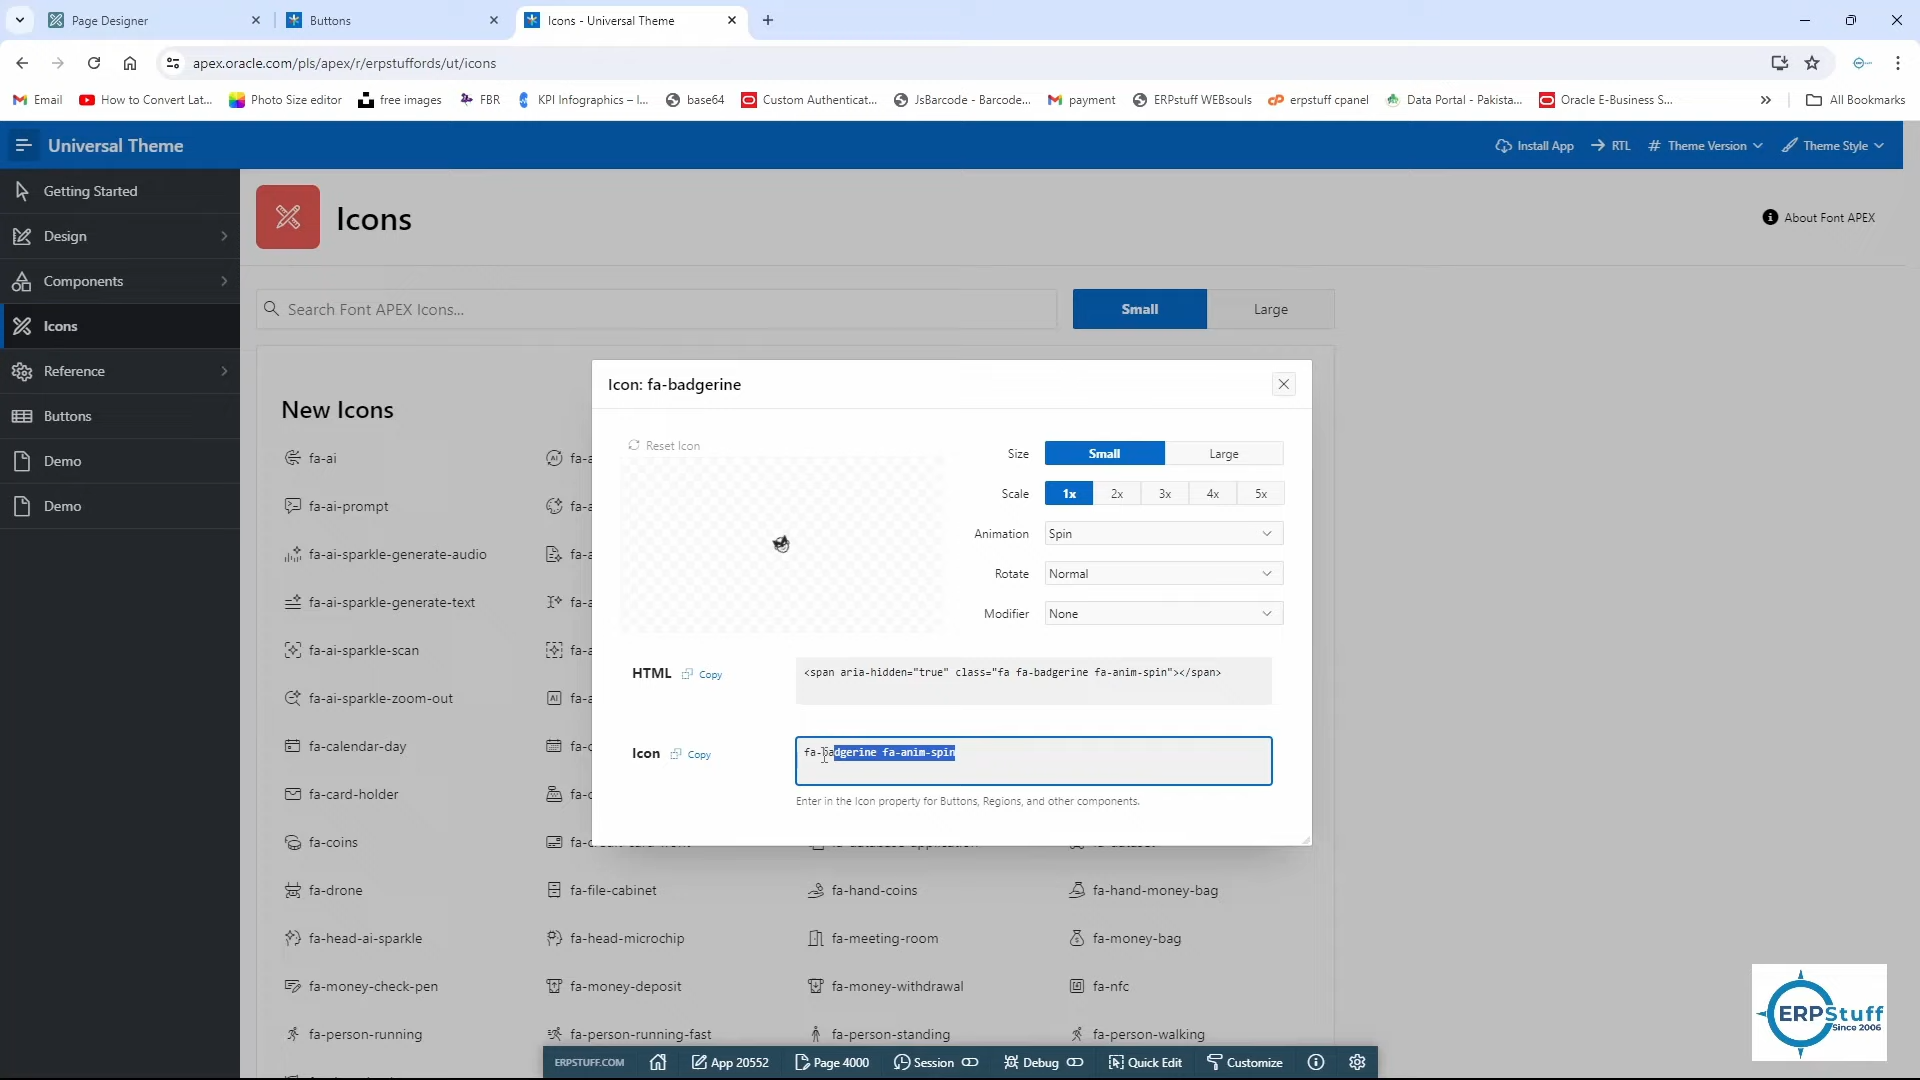 Page Designer
Buttons
Icons - Universal Theme
apex.oracle.com/pls/apex/r/erpstuffords/ut/icons
Email
How to Convert Lat...
Photo Size editor
free images
FBR
KPI Infographics – I...
base64
Custom Authenticat...
JsBarcode - Barcode...
payment
ERPstuff WEBsouls
erpstuff cpanel
Data Portal - Pakista...
Oracle E-Business S...
All Bookmarks
Universal Theme
Install App
RTL
Theme Version
Theme Style
Getting Started
Design
Components
Icons
Reference
Buttons
Demo
Demo
Icons
About Font APEX
Search Font APEX Icons...
Small
Large
New Icons
fa-ai
fa-ai-prompt
fa-ai-sparkle-generate-audio
fa-ai-sparkle-generate-text
fa-ai-sparkle-scan
fa-ai-sparkle-zoom-out
fa-calendar-day
fa-card-holder
fa-coins
fa-drone
fa-file-cabinet
fa-hand-coins
fa-hand-money-bag
fa-head-ai-sparkle
fa-head-microchip
fa-meeting-room
fa-money-bag
fa-money-check-pen
fa-money-deposit
fa-money-withdrawal
fa-nfc
fa-person-running
fa-person-running-fast
fa-person-standing
fa-person-walking
Icon: fa-badgerine
Reset Icon
Size
Small
Large
Scale
1x
2x
3x
4x
5x
Animation
Spin
Rotate
Normal
Modifier
None
HTML
Copy
<span aria-hidden="true" class="fa fa-badgerine fa-anim-spin"></span>
Icon
Copy
fa-badgerine fa-anim-spin
Enter in the Icon property for Buttons, Regions, and other components.
ERPSTUFF.COM
App 20552
Page 4000
Session
Debug
Quick Edit
Customize
ERPStuff
Since 2006